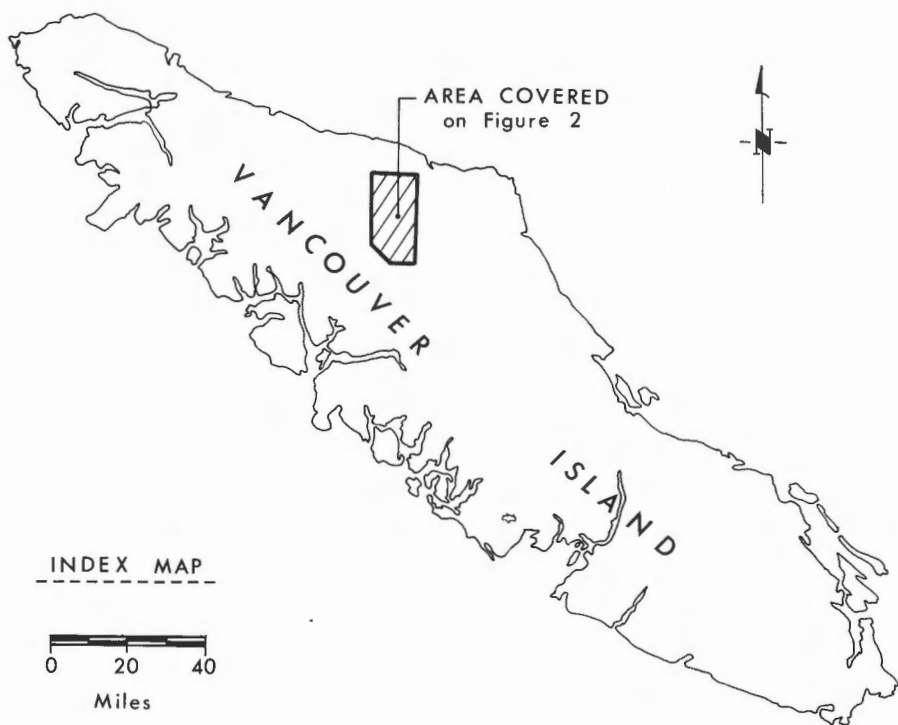 AREA COVERED
on Figure 2
N
VANCOUVER
ISLAND
INDEX MAP
0 20 40
Miles